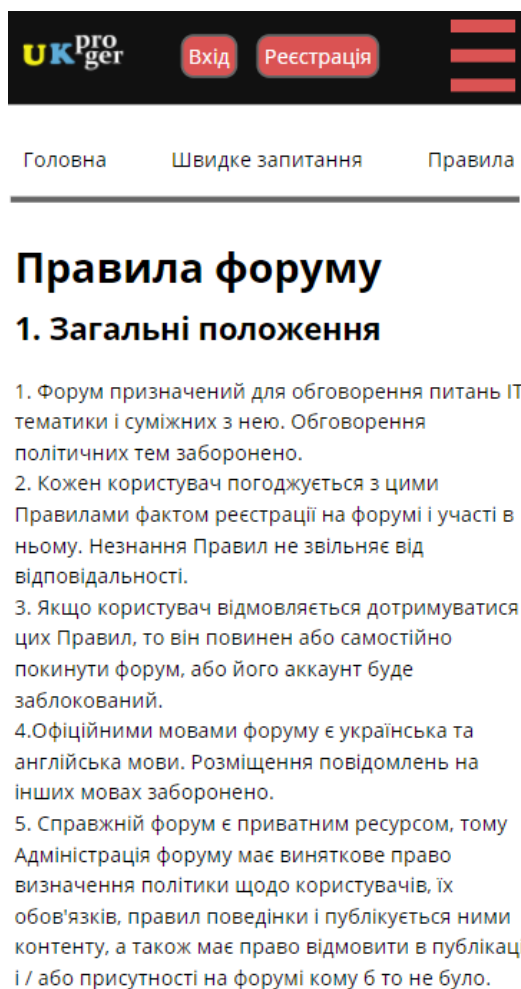 UK pro ger
Вхід
Реєстрація
Головна Швидке запитання Правила
Правила форуму
1. Загальні положення
1. Форум призначений для обговорення питань IT
тематики і суміжних з нею. Обговорення
політичних тем заборонено.
2. Кожен користувач погоджується з цими
Правилами фактом реєстрації на форумі і участі в
ньому. Незнання Правил не звільняє від
відповідальності.
3. Якщо користувач відмовляється дотримуватися
цих Правил, то він повинен або самостійно
покинути форум, або його аккаунт буде
заблокований.
4.Офіційними мовами форуму є українська та
англійська мови. Розміщення повідомлень на
інших мовах заборонено.
5. Справжній форум є приватним ресурсом, тому
Адміністрація форуму має виняткове право
визначення політики щодо користувачів, їх
обов'язків, правил поведінки і публікується ними
контенту, а також має право відмовити в публікаці
і / або присутності на форумі кому б то не було.